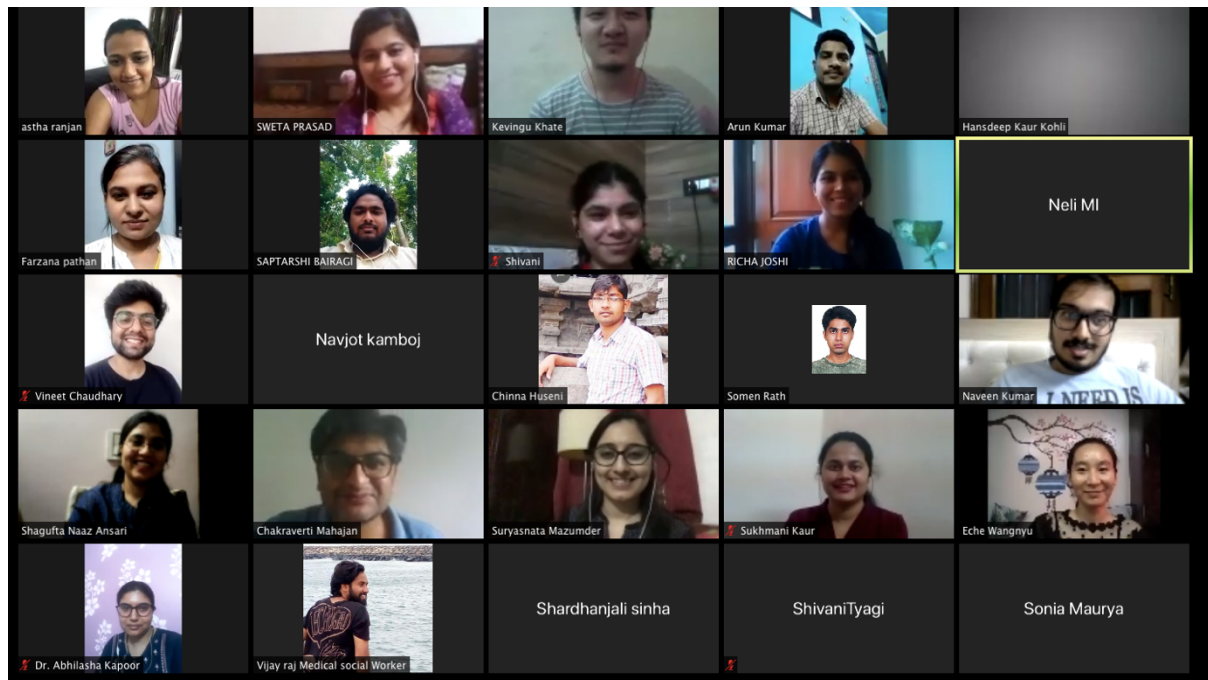 astha ranjan
SWETA PRASAD
Kevingu Khate
Arun Kumar
Hansdeep Kaur Kohli
Farzana pathan
SAPTARSHI BAIRAGI
Shivani
RICHA JOSHI
Neli MI
Vineet Chaudhary
Navjot kamboj
Chinna Huseni
Somen Rath
Naveen Kumar
I NEED IS
Shagufta Naaz Ansari
Chakraverti Mahajan
Suryasnata Mazumder
Sukhmani Kaur
Eche Wangnyu
Dr. Abhilasha Kapoor
Vijay raj Medical social Worker
Shardhanjali sinha
ShivaniTyagi
Sonia Maurya